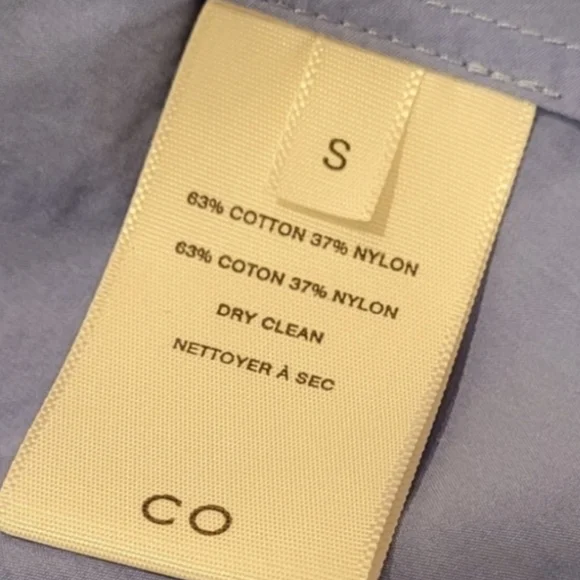 S
63% COTTON 37% NYLON
63% COTON 37% NYLON
DRY CLEAN
NETTOYER À SEC
CO